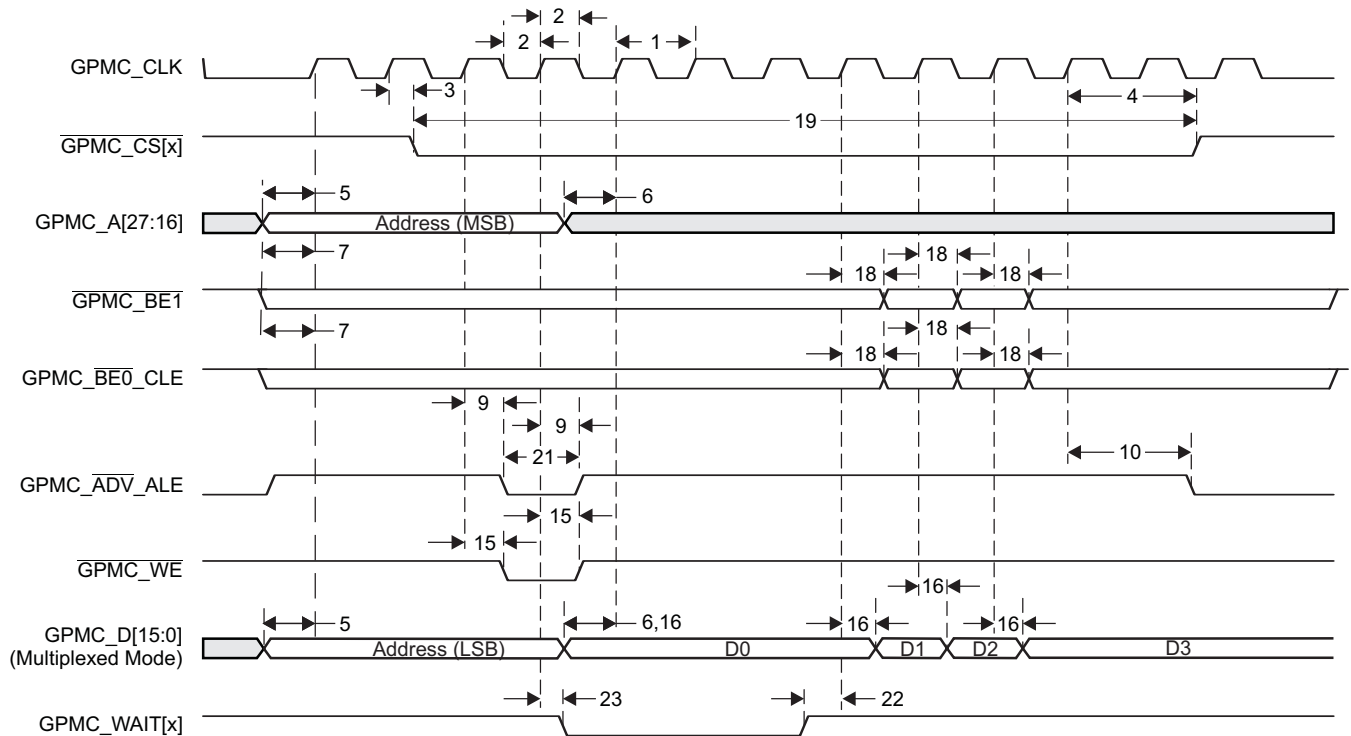 2
2
1
GPMC_CLK
3
4
19
GPMC_CS[x]
5
6
GPMC_A[27:16]
Address (MSB)
7
18
18
18
GPMC_BE1
7
18
18
18
GPMC_BE0_CLE
9
9
21
10
GPMC_ADV_ALE
15
15
GPMC_WE
16
GPMC_D[15:0]
(Multiplexed Mode)
5
6,16
16
16
Address (LSB)
D0
D1
D2
D3
23
22
GPMC_WAIT[x]